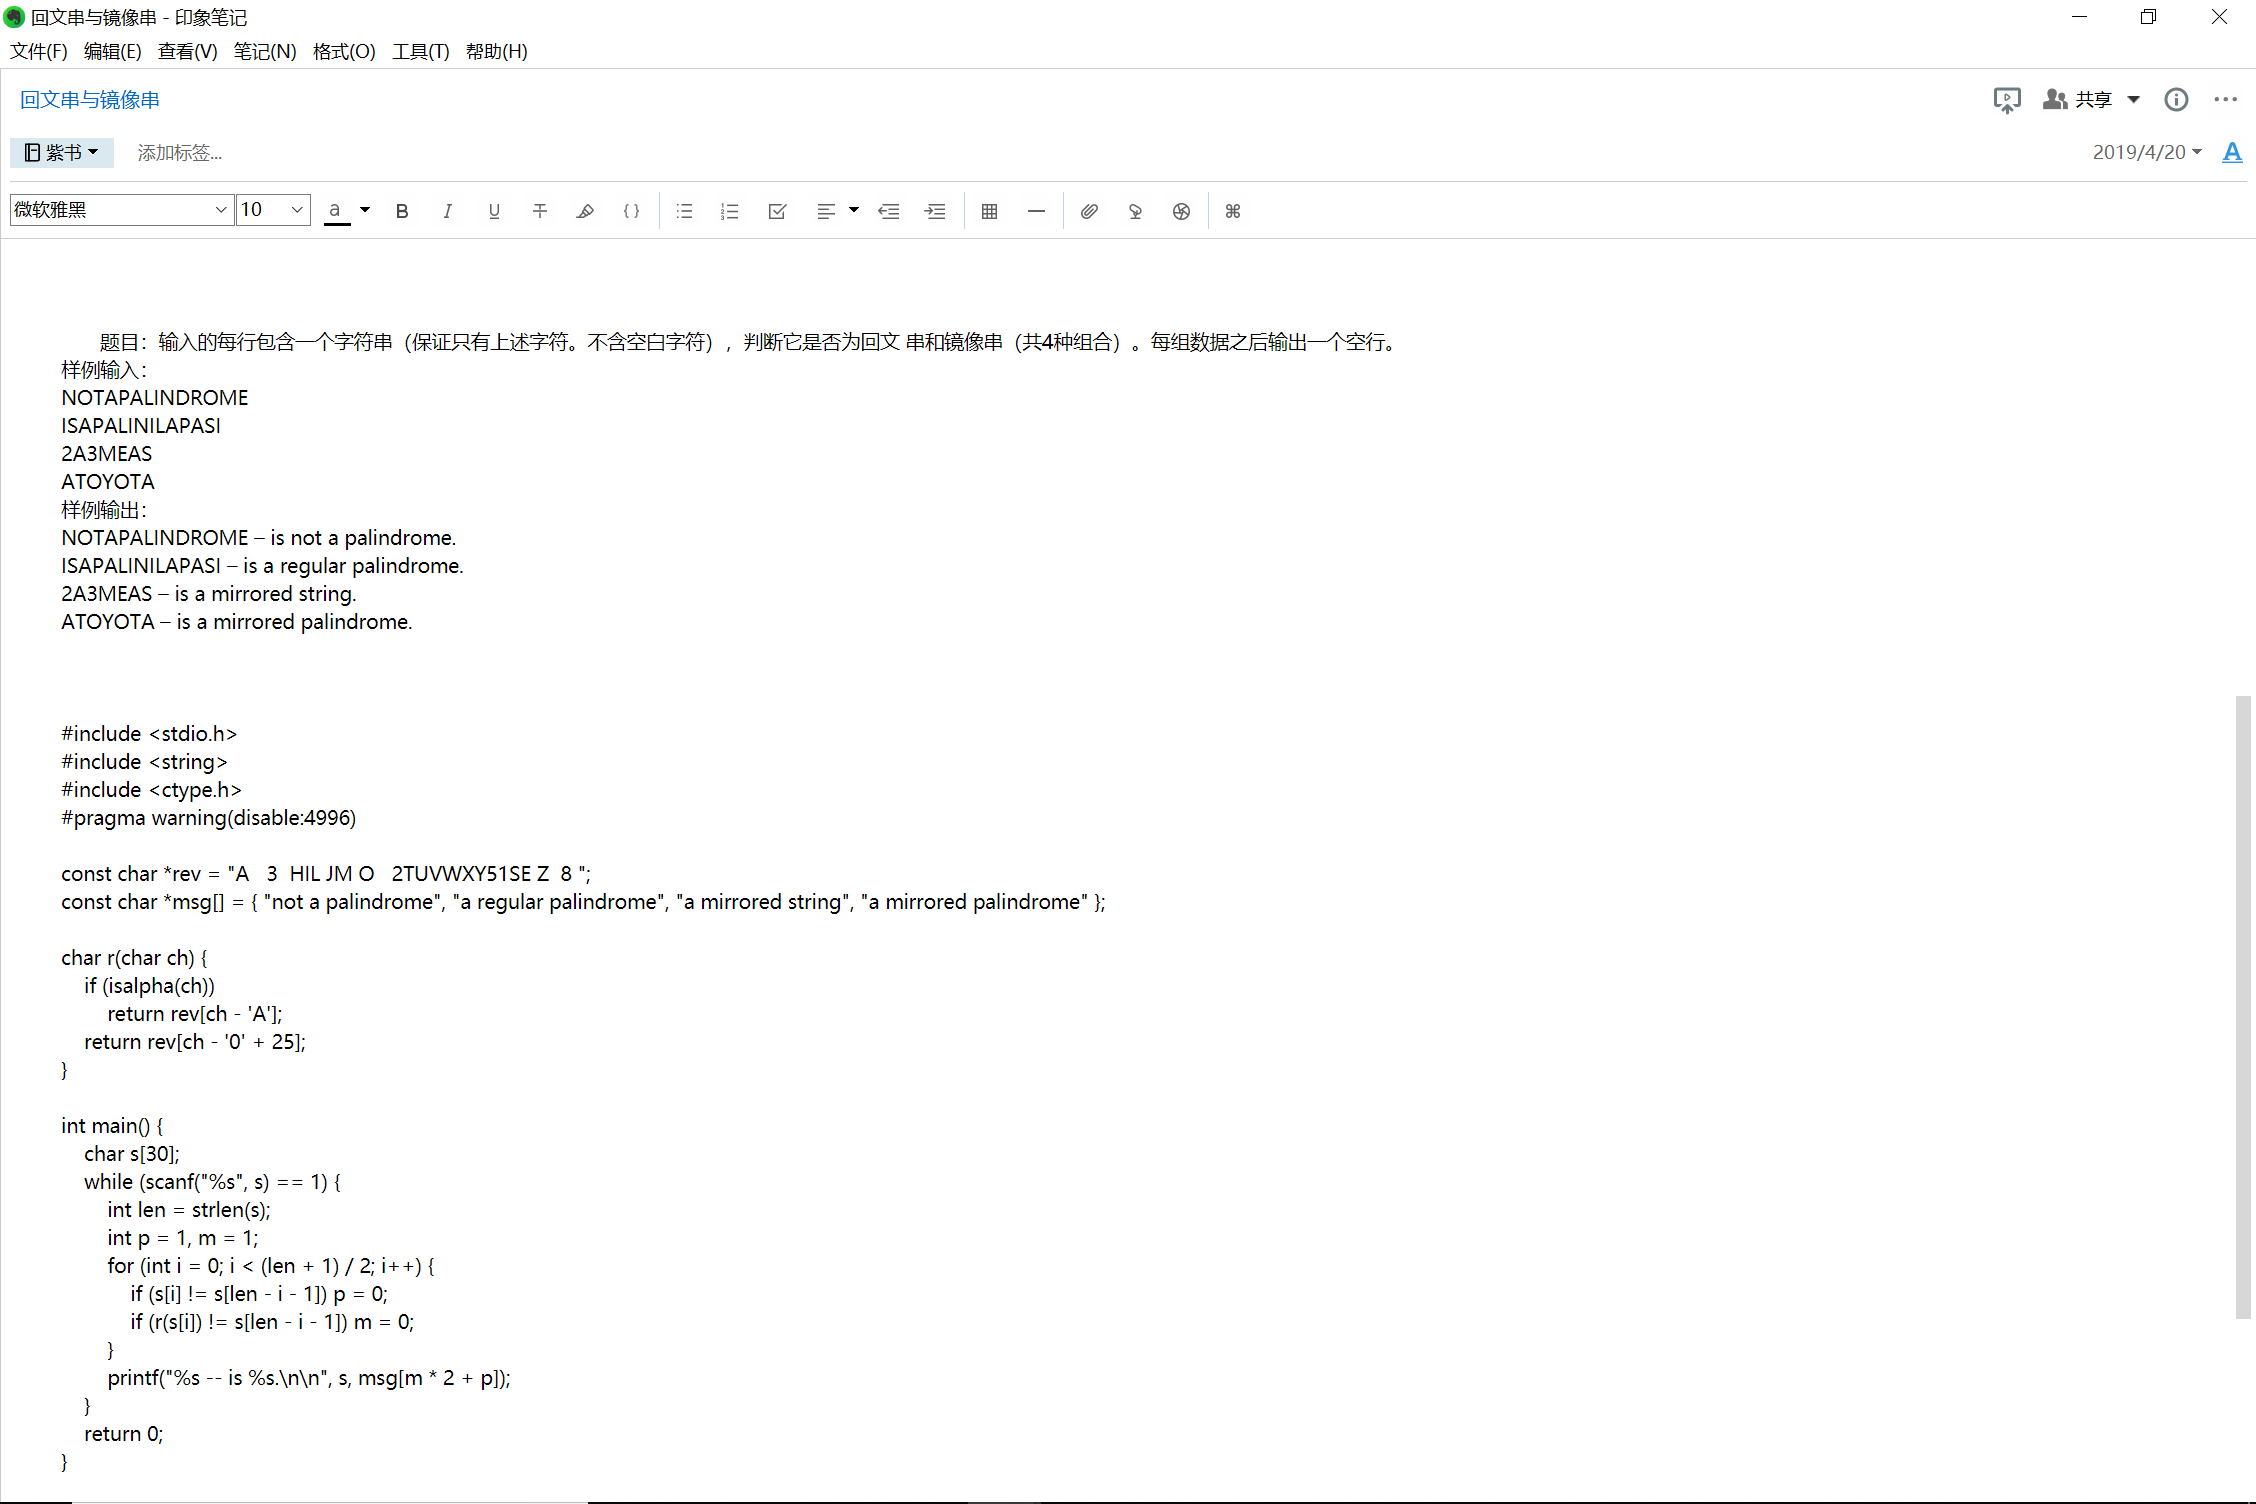 回文串与镜像串 - 印象笔记
文件(F) 编辑(E) 查看(V) 笔记(N) 格式(O) 工具(T) 帮助(H)
回文串与镜像串
共享
紫书 添加标签...
2019/4/20 A
微软雅黑 10 a B I U T {}
题目：输入的每行包含一个字符串（保证只有上述字符。不含空白字符），判断它是否为回文 串和镜像串（共4种组合）。每组数据之后输出一个空行。
样例输入：
NOTAPALINDROME
ISAPALINILAPASI
2A3MEAS
ATOYOTA
样例输出：
NOTAPALINDROME – is not a palindrome.
ISAPALINILAPASI – is a regular palindrome.
2A3MEAS – is a mirrored string.
ATOYOTA – is a mirrored palindrome.
#include <stdio.h>
#include <string>
#include <ctype.h>
#pragma warning(disable:4996)
const char *rev = "A   3  HIL JM O   2TUVWXY51SE Z  8 ";
const char *msg[] = { "not a palindrome", "a regular palindrome", "a mirrored string", "a mirrored palindrome" };
char r(char ch) {
    if (isalpha(ch))
        return rev[ch - 'A'];
    return rev[ch - '0' + 25];
}
int main() {
    char s[30];
    while (scanf("%s", s) == 1) {
        int len = strlen(s);
        int p = 1, m = 1;
        for (int i = 0; i < (len + 1) / 2; i++) {
            if (s[i] != s[len - i - 1]) p = 0;
            if (r(s[i]) != s[len - i - 1]) m = 0;
        }
        printf("%s -- is %s.\n\n", s, msg[m * 2 + p]);
    }
    return 0;
}